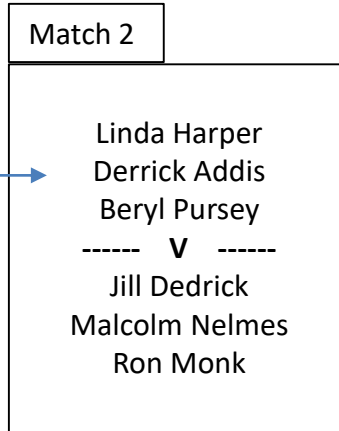 Match 2
Linda Harper
Derrick Addis
Beryl Pursey
------ V ------
Jill Dedrick
Malcolm Nelmes
Ron Monk